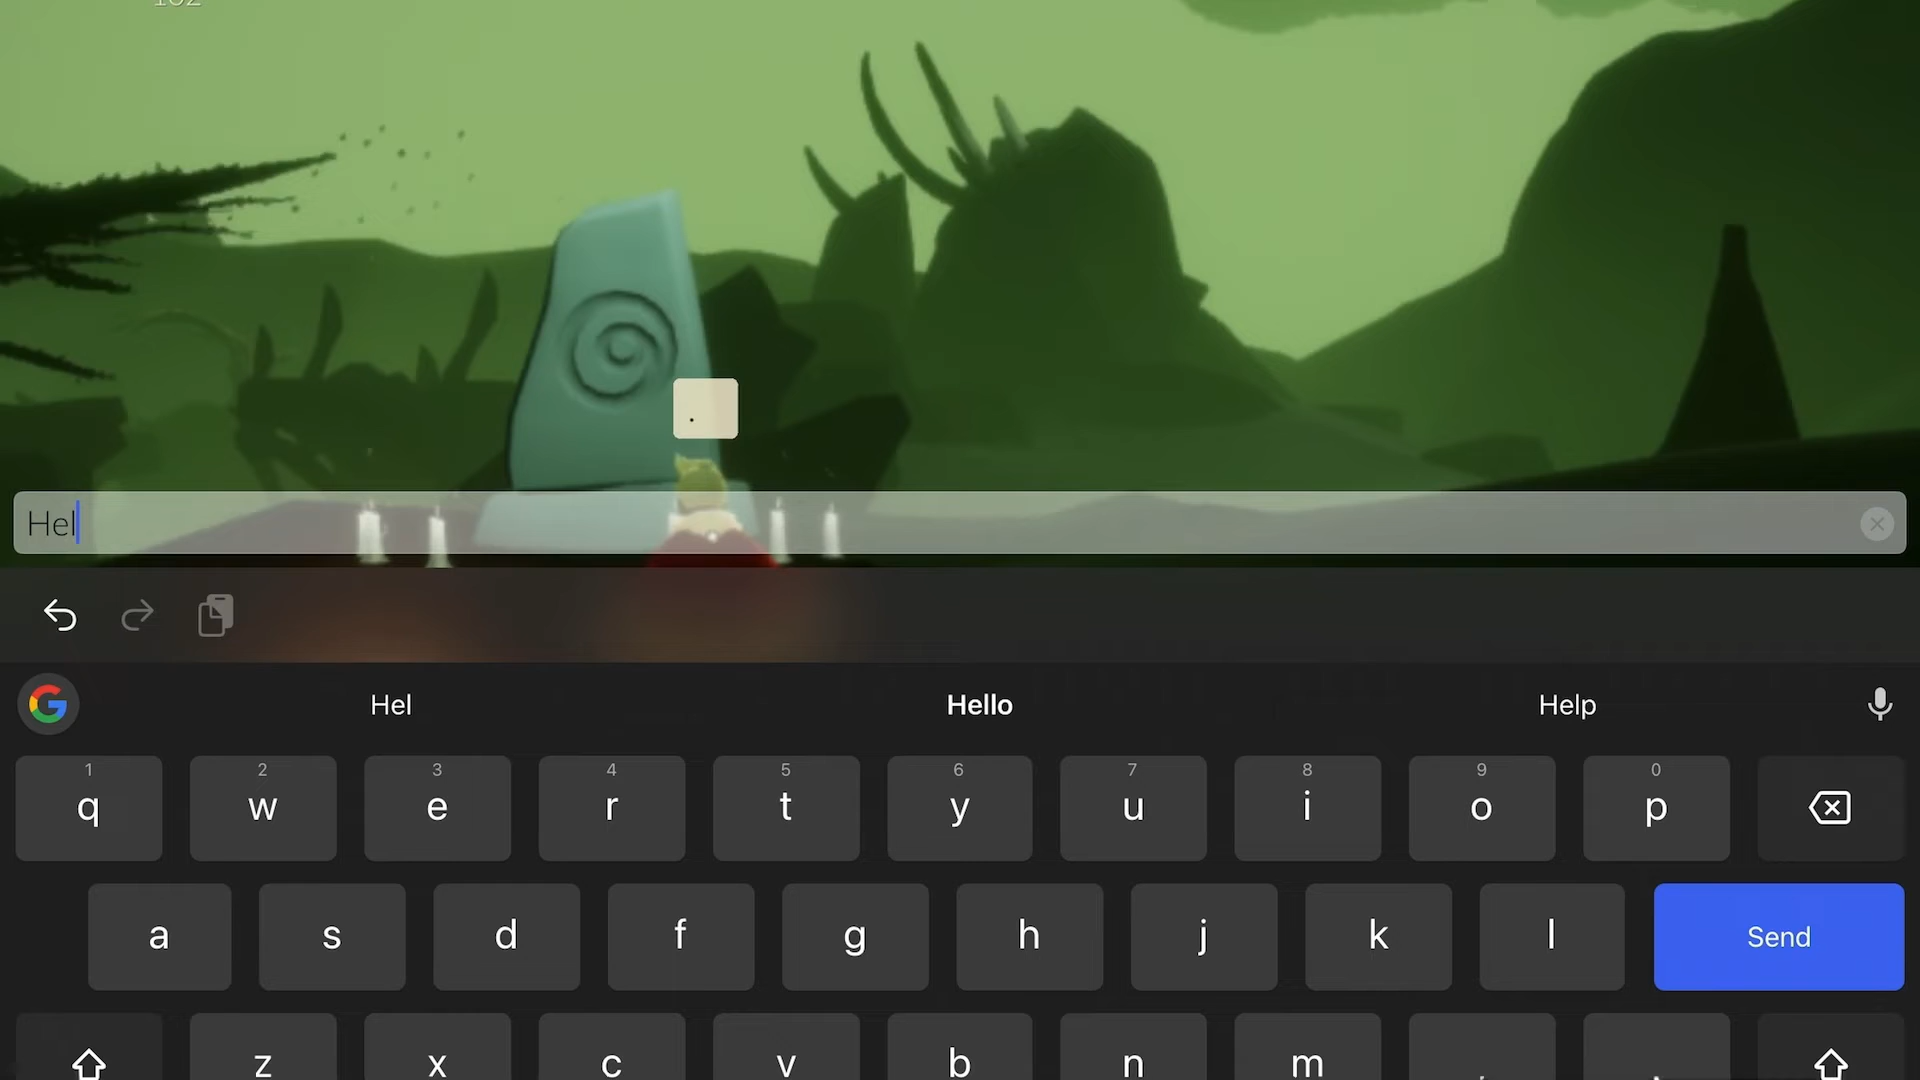 .
Hel
Hel Hello Help
1 2 3 4 5 6 7 8 9 0
q w e r t y u i o p
a s d f g h j k l Send
z x c v b n m , .